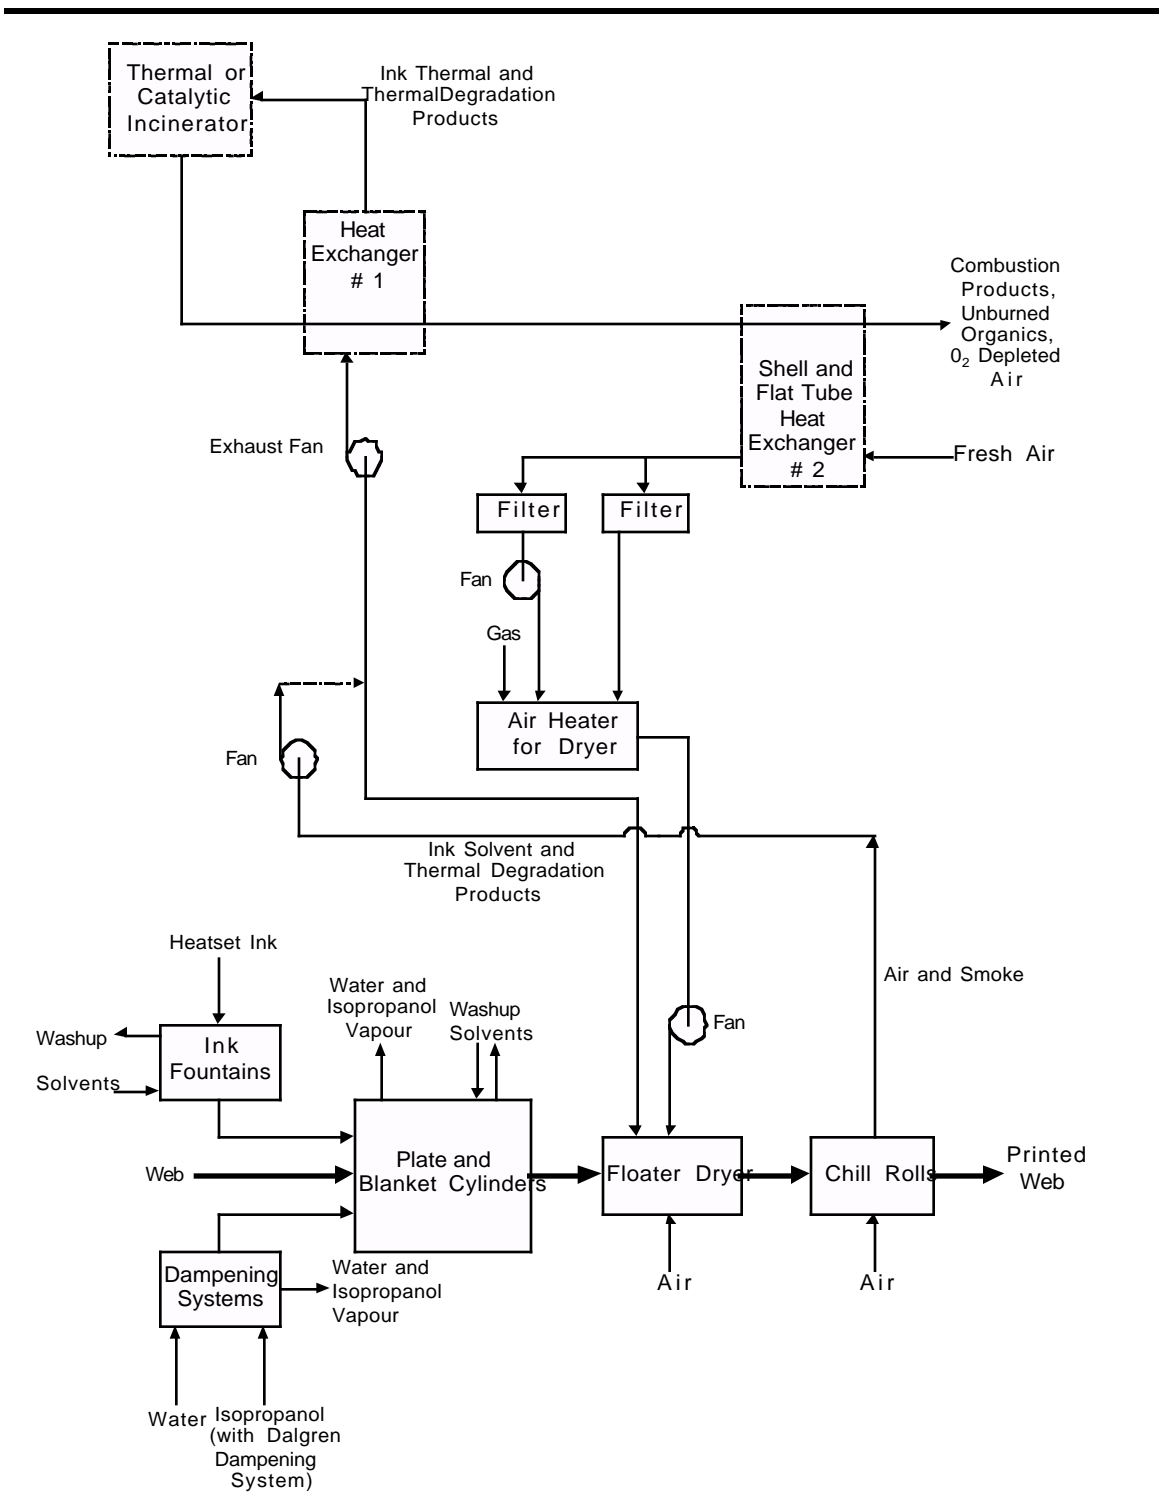 Thermal or
Catalytic
Incinerator
Ink Thermal and
ThermalDegradation
Products
Heat
Exchanger
# 1
Combustion
Products,
Unburned
Organics,
0₂ Depleted
Air
Shell and
Flat Tube
Heat
Exchanger
# 2
Fresh Air
Exhaust Fan
Filter
Filter
Fan
Gas
Air Heater
for Dryer
Fan
Ink Solvent and
Thermal Degradation
Products
Heatset Ink
Air and Smoke
Water and
Isopropanol
Vapour
Washup
Solvents
Fan
Washup
Solvents
Ink
Fountains
Web
Plate and
Blanket Cylinders
Floater Dryer
Chill Rolls
Printed
Web
Dampening
Systems
Water and
Isopropanol
Vapour
Air
Air
Water
Isopropanol
(with Dalgren
Dampening
System)